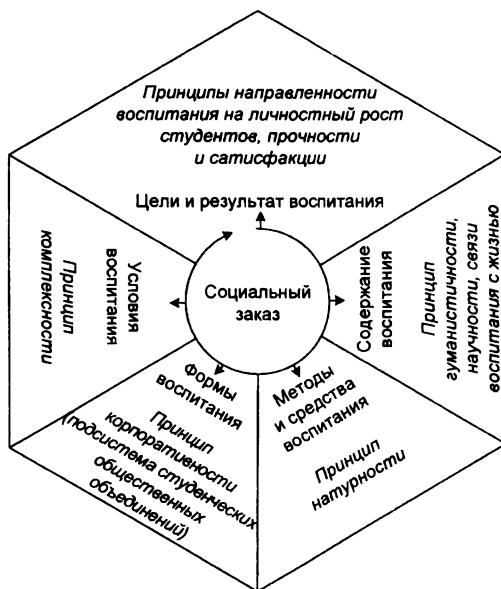 Принципы направленности
воспитания на личностный рост
студентов, прочности
и сатисфакции
Цели и результат воспитания
Социальный
заказ
Содержание
воспитания
Принцип
гуманистичности,
научности, связи
воспитания с жизнью
Методы
и средства
воспитания
Принцип
натурности
Формы
воспитания
Принцип
корпоративности
(подсистема студенческих
общественных
объединений)
Условия
воспитания
Принцип
комплексности